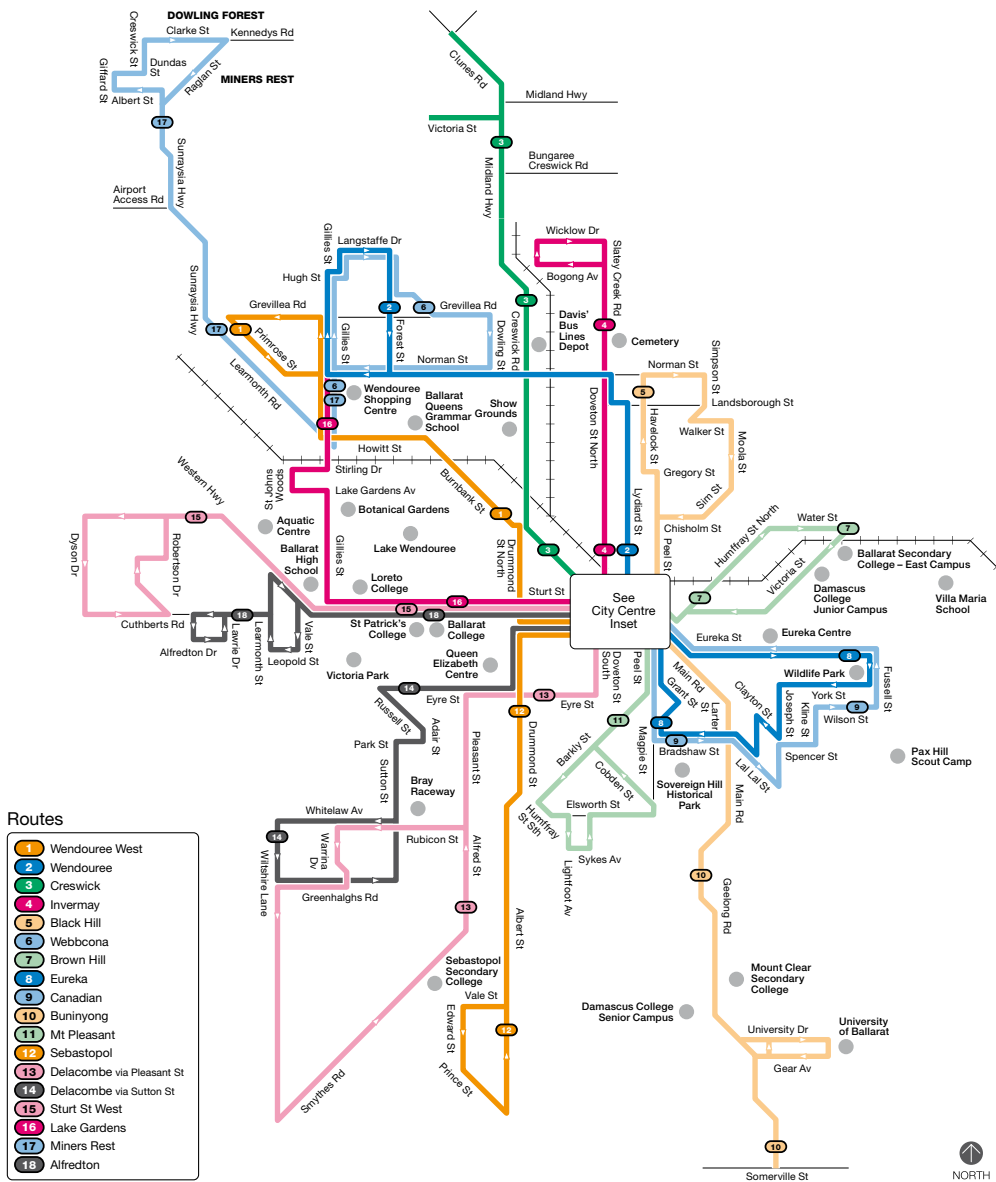 DOWLING FOREST
Creswick St
Clarke St
Kennedys Rd
Dundas
St
Giffard St
Raglan St
MINERS REST
Albert St
17
Sunraysia Hwy
Airport
Access Rd
Sunraysia Hwy
Clunes Rd
Midland Hwy
Victoria St
3
Bungaree
Creswick Rd
Midland Hwy
Gillies St
Langstaffe Dr
Hugh St
Wicklow Dr
Slatey Creek Rd
Bogong Av
Grevillea Rd
2
6
Grevillea Rd
3
Davis’
Bus
Lines
Depot
4
Cemetery
17
1
Primrose St
Gillies St
Forest St
Dowling St
Creswick Rd
Norman St
Learmonth Rd
6
17
16
Wendouree
Shopping
Centre
Ballarat
Queens
Grammar
School
Show
Grounds
Doveton St North
Norman St
Simpson St
5
Landsborough St
Havelock St
Walker St
Moola St
Gregory St
Sim St
Chisholm St
Howitt St
Stirling Dr
St Johns
Woods
Lake Gardens Av
Burnbank St
1
Western Hwy
15
Aquatic
Centre
Botanical Gardens
Lake Wendouree
Lydiard St
Peel St
Drummond
St North
3
4
2
Dyson Dr
Robertson Dr
Ballarat
High
School
Gillies St
Loreto
College
Sturt St
16
15
18
St Patrick’s
College
Ballarat
College
See
City Centre
Inset
Humffray St North
Water St
7
Ballarat Secondary
College – East Campus
Victoria St
Damascus
College
Junior Campus
Villa Maria
School
7
Cuthberts Rd
18
Alfredton Dr
Lawrie Dr
Learmonth St
Vale St
Leopold St
Victoria Park
Queen
Elizabeth
Centre
Eureka St
Eureka Centre
8
Wildlife Park
Fussell St
14
Russell St
Eyre St
13
Eyre St
12
Doveton St
South
Peel St
Main Rd
Grant St
Larter
St
Clayton St
Joseph St
Kline St
York St
9
Wilson St
11
8
9
Bradshaw St
Spencer St
Lal Lal St
Pax Hill
Scout Camp
Park St
Adair St
Sutton St
Pleasant St
Drummond St
Barkly St
Magpie St
Cobden St
Sovereign Hill
Historical
Park
Main Rd
Bray
Raceway
Whitelaw Av
Elsworth St
Humffray
St Sth
14
Warrina
Dv
Rubicon St
Alfred St
Sykes Av
Lightfoot Av
Wiltshire Lane
Greenhalghs Rd
13
Albert St
10
Geelong Rd
Sebastopol
Secondary
College
Vale St
Edward St
12
Prince St
Smythes Rd
Mount Clear
Secondary
College
Damascus College
Senior Campus
University Dr
University
of Ballarat
Gear Av
10
Somerville St
NORTH
Routes
1 Wendouree West
2 Wendouree
3 Creswick
4 Invermay
5 Black Hill
6 Webbcona
7 Brown Hill
8 Eureka
9 Canadian
10 Buninyong
11 Mt Pleasant
12 Sebastopol
13 Delacombe via Pleasant St
14 Delacombe via Sutton St
15 Sturt St West
16 Lake Gardens
17 Miners Rest
18 Alfredton